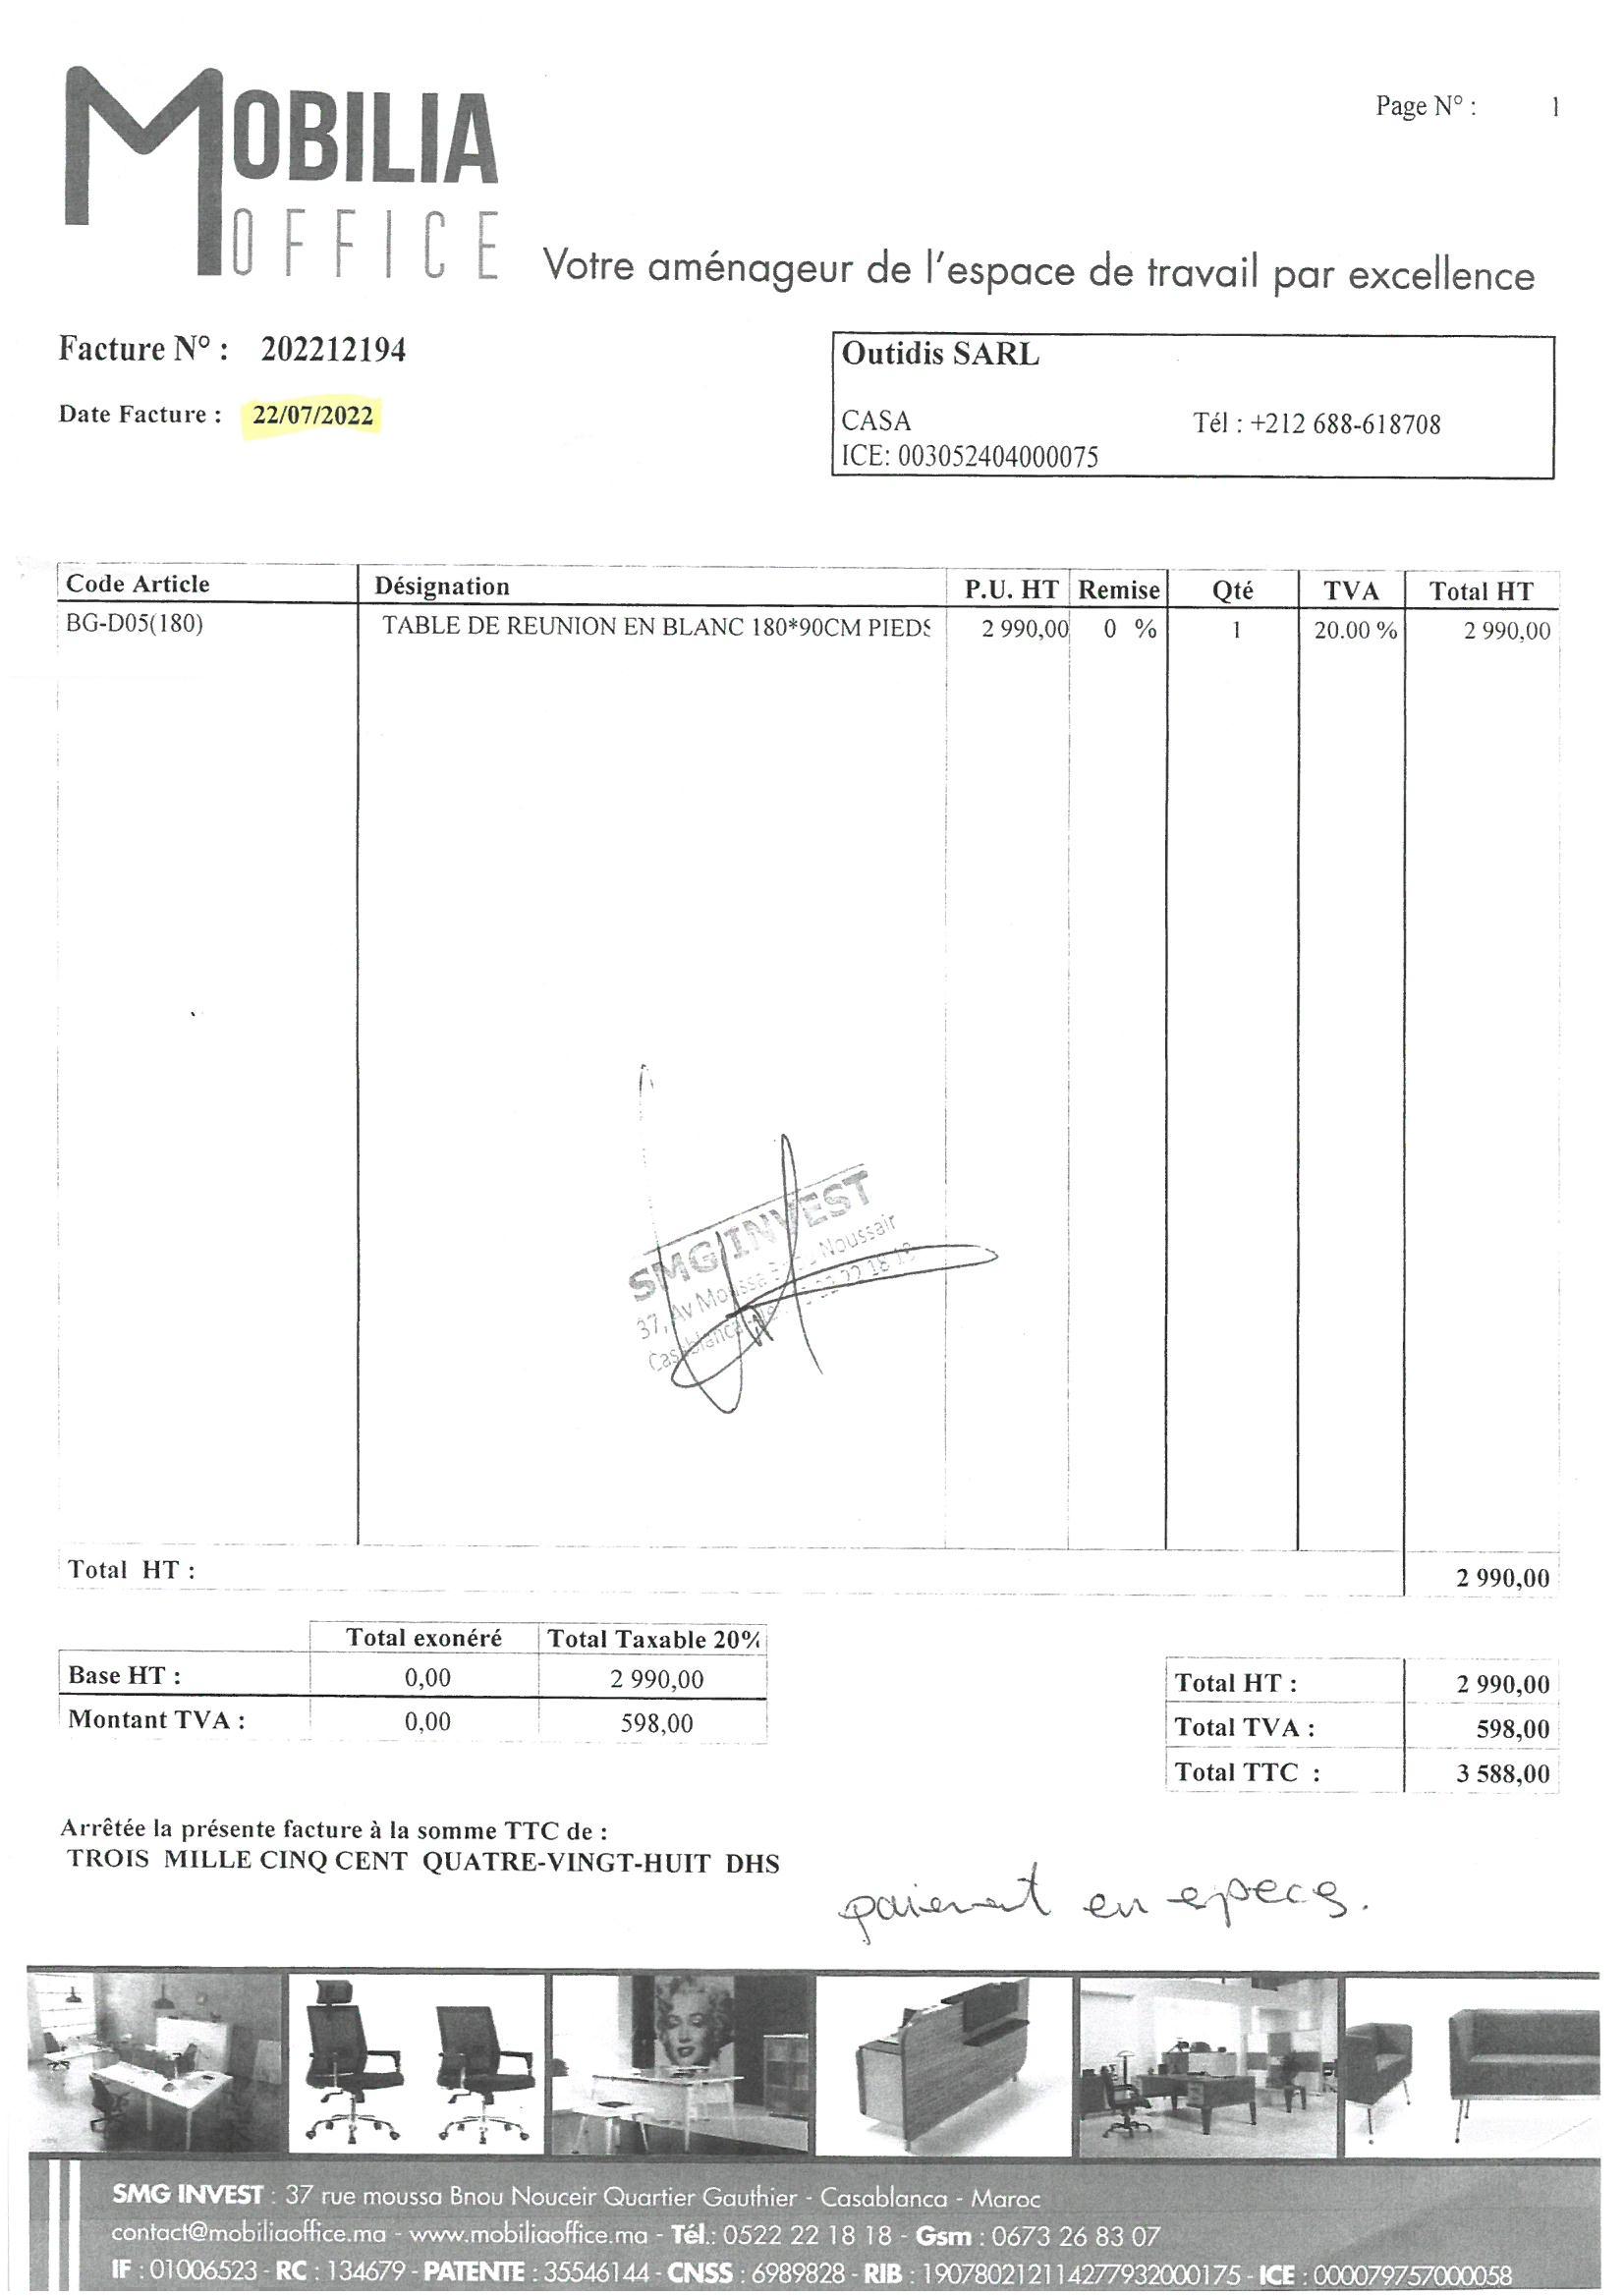 MOBILIA
OFFICE
Page N° : 1
Votre aménageur de l'espace de travail par excellence
Facture N° : 202212194
Date Facture : 22/07/2022
Outidis SARL
CASA Tél : +212 688-618708
ICE: 003052404000075
Code Article Désignation P.U. HT Remise Qté TVA Total HT
BG-D05(180) TABLE DE REUNION EN BLANC 180*90CM PIEDS 2 990,00 0 % 1 20.00 % 2 990,00
SMG INVEST
37, Av Moussa Noussair
Casablanca 22 18 18
Total HT : 2 990,00
Total exonéré Total Taxable 20%
Base HT : 0,00 2 990,00
Montant TVA : 0,00 598,00
Total HT : 2 990,00
Total TVA : 598,00
Total TTC : 3 588,00
Arrêtée la présente facture à la somme TTC de :
TROIS MILLE CINQ CENT QUATRE-VINGT-HUIT DHS
paiement en epeces.
SMG INVEST : 37 rue moussa Bnou Nouceir Quartier Gauthier - Casablanca - Maroc
contact@mobiliaoffice.ma - www.mobiliaoffice.ma - Tél.: 0522 22 18 18 - Gsm : 0673 26 83 07
IF : 01006523 - RC : 134679 - PATENTE : 35546144 - CNSS : 6989828 - RIB : 190780212114277932000175 - ICE : 000079757000058